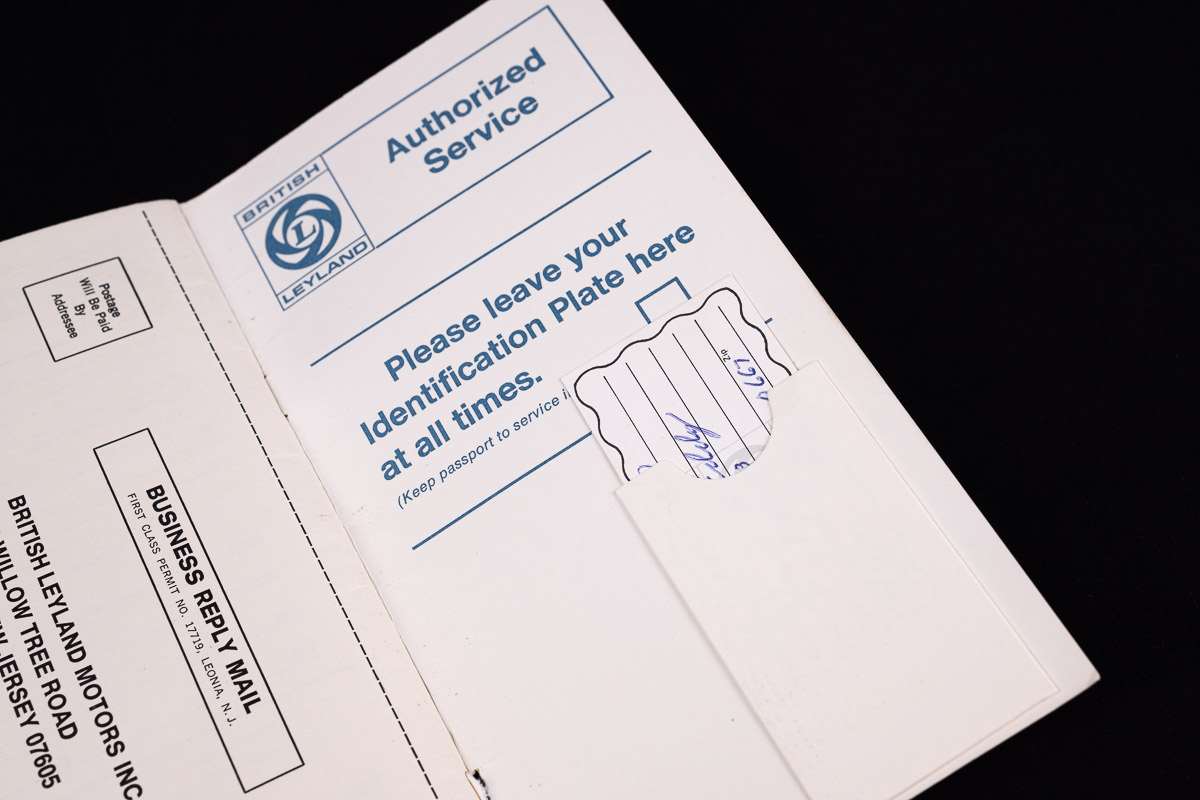 Postage
Will Be Paid
By
Addressee
BUSINESS REPLY MAIL
FIRST CLASS PERMIT NO. 17719, LEONIA, N. J.
BRITISH LEYLAND MOTORS INC
WILLOW TREE ROAD
JERSEY 07605
BRITISH
L
LEYLAND
Authorized
Service
Please leave your
Identification Plate here
at all times.
(Keep passport to service
Zip